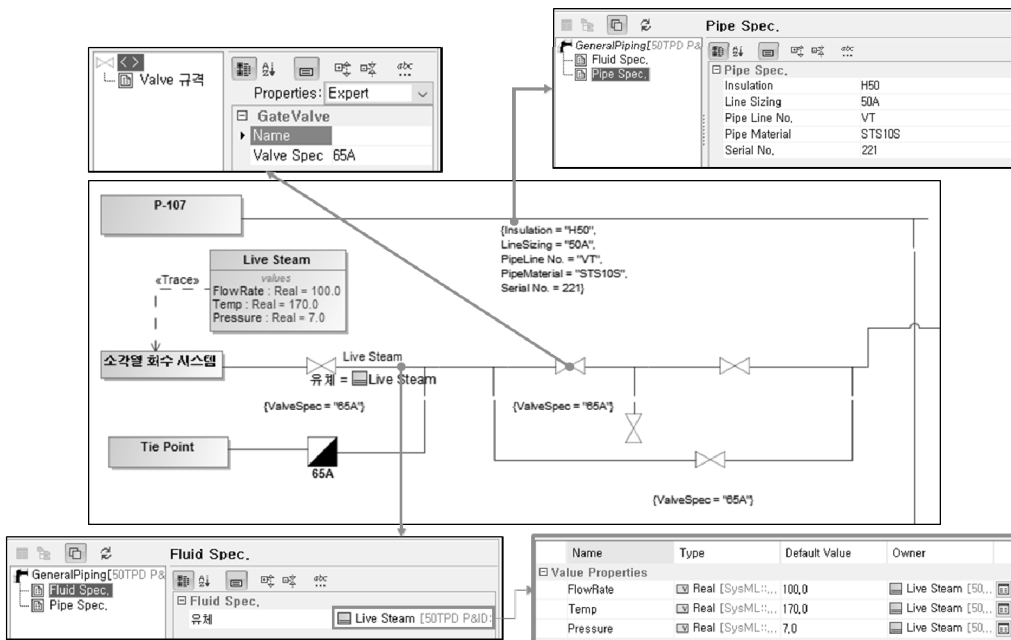 Pipe Spec.
GeneralPiping[50TPD P&
Fluid Spec.
Pipe Spec.
Pipe Spec.
Insulation H50
Line Sizing 50A
Pipe Line No. VT
Pipe Material STS10S
Serial No. 221
Valve 규격
Properties: Expert
GateValve
Name
Valve Spec 65A
P-107
{Insulation = "H50",
LineSizing = "50A",
PipeLine No. = "VT",
PipeMaterial = "STS10S",
Serial No. = 221}
Live Steam
values
FlowRate : Real = 100.0
Temp : Real = 170.0
Pressure : Real = 7.0
«Trace»
소각열 회수 시스템
Live Steam
유체 = Live Steam
{ValveSpec = "65A"}
{ValveSpec = "65A"}
Tie Point
65A
{ValveSpec = "65A"}
Fluid Spec.
GeneralPiping[50TPD P&
Fluid Spec.
Pipe Spec.
Fluid Spec.
유체 Live Steam [50TPD P&ID:
Name Type Default Value Owner
Value Properties
FlowRate Real [SysML::... 100,0 Live Steam [50...
Temp Real [SysML::... 170,0 Live Steam [50...
Pressure Real [SysML::... 7,0 Live Steam [50...